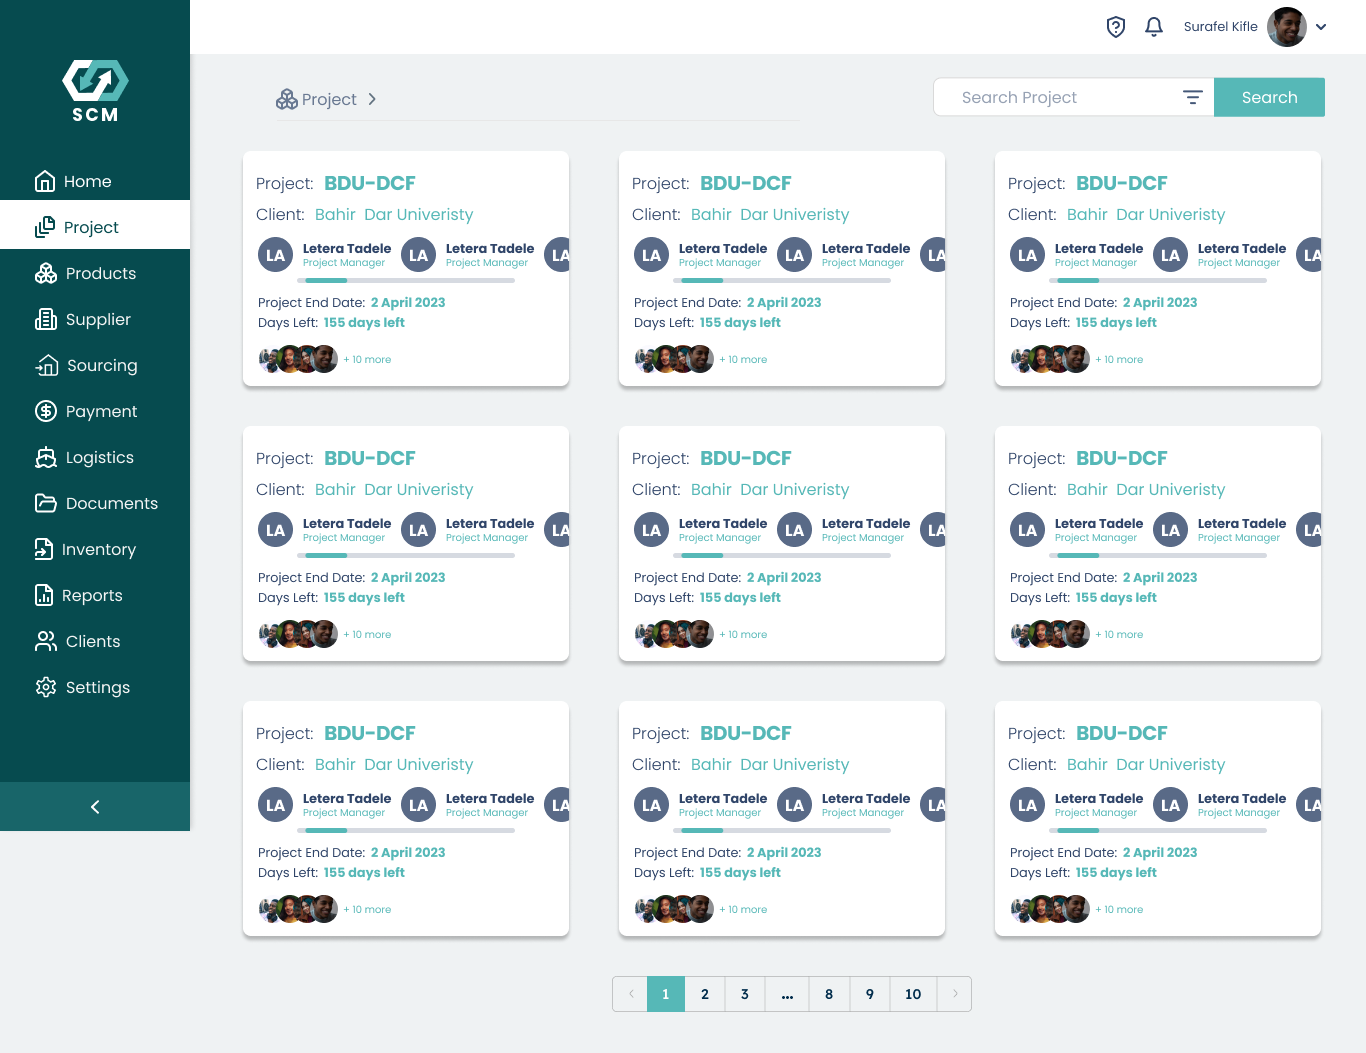 Surafel Kifle
SCM
Project
Search Project
Search
Home
Project
Products
Supplier
Sourcing
Payment
Logistics
Documents
Inventory
Reports
Clients
Settings
Project: BDU-DCF
Client: Bahir Dar Univeristy
LA Letera Tadele LA Letera Tadele LA
Project Manager Project Manager
Project End Date: 2 April 2023
Days Left: 155 days left
+ 10 more
Project: BDU-DCF
Client: Bahir Dar Univeristy
LA Letera Tadele LA Letera Tadele LA
Project Manager Project Manager
Project End Date: 2 April 2023
Days Left: 155 days left
+ 10 more
Project: BDU-DCF
Client: Bahir Dar Univeristy
LA Letera Tadele LA Letera Tadele LA
Project Manager Project Manager
Project End Date: 2 April 2023
Days Left: 155 days left
+ 10 more
Project: BDU-DCF
Client: Bahir Dar Univeristy
LA Letera Tadele LA Letera Tadele LA
Project Manager Project Manager
Project End Date: 2 April 2023
Days Left: 155 days left
+ 10 more
Project: BDU-DCF
Client: Bahir Dar Univeristy
LA Letera Tadele LA Letera Tadele LA
Project Manager Project Manager
Project End Date: 2 April 2023
Days Left: 155 days left
+ 10 more
Project: BDU-DCF
Client: Bahir Dar Univeristy
LA Letera Tadele LA Letera Tadele LA
Project Manager Project Manager
Project End Date: 2 April 2023
Days Left: 155 days left
+ 10 more
Project: BDU-DCF
Client: Bahir Dar Univeristy
LA Letera Tadele LA Letera Tadele LA
Project Manager Project Manager
Project End Date: 2 April 2023
Days Left: 155 days left
+ 10 more
Project: BDU-DCF
Client: Bahir Dar Univeristy
LA Letera Tadele LA Letera Tadele LA
Project Manager Project Manager
Project End Date: 2 April 2023
Days Left: 155 days left
+ 10 more
Project: BDU-DCF
Client: Bahir Dar Univeristy
LA Letera Tadele LA Letera Tadele LA
Project Manager Project Manager
Project End Date: 2 April 2023
Days Left: 155 days left
+ 10 more
1 2 3 ... 8 9 10